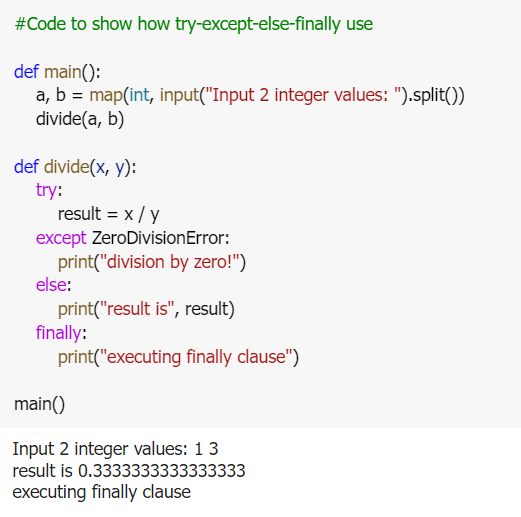 #Code to show how try-except-else-finally use
def main():
a, b = map(int, input("Input 2 integer values: ").split())
divide(a, b)
def divide(x, y):
try:
result = x / y
except ZeroDivisionError:
print("division by zero!")
else:
print("result is", result)
finally:
print("executing finally clause")
main()
Input 2 integer values: 1 3
result is 0.3333333333333333
executing finally clause